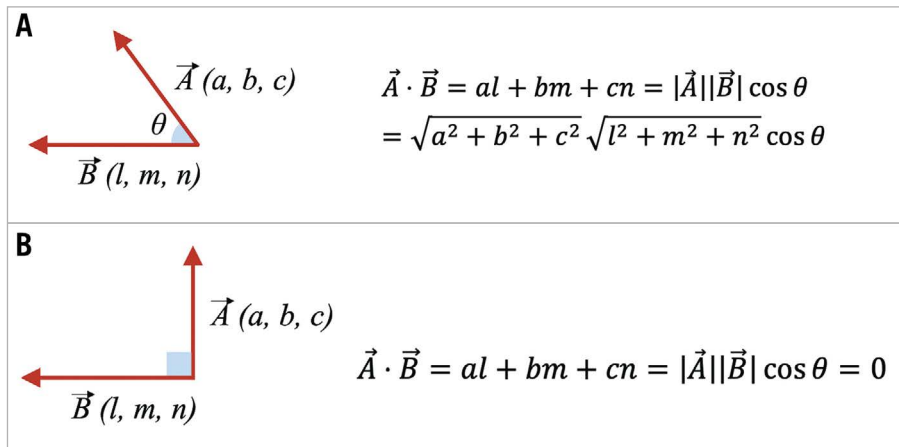 A
A⃗ (a, b, c)
θ
B⃗ (l, m, n)
A⃗ · B⃗ = al + bm + cn = |A⃗||B⃗| cos θ
= √(a² + b² + c²) √(l² + m² + n²) cos θ
B
A⃗ (a, b, c)
B⃗ (l, m, n)
A⃗ · B⃗ = al + bm + cn = |A⃗||B⃗| cos θ = 0